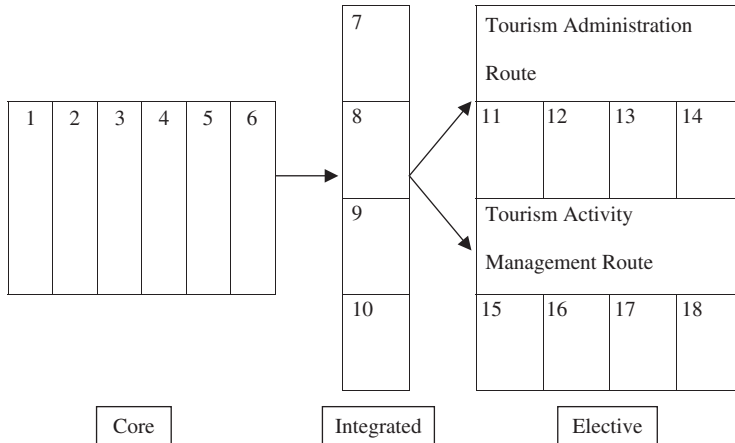 1 2 3 4 5 6
7
8
9
10
Tourism Administration
Route
11 12 13 14
Tourism Activity
Management Route
15 16 17 18
Core
Integrated
Elective